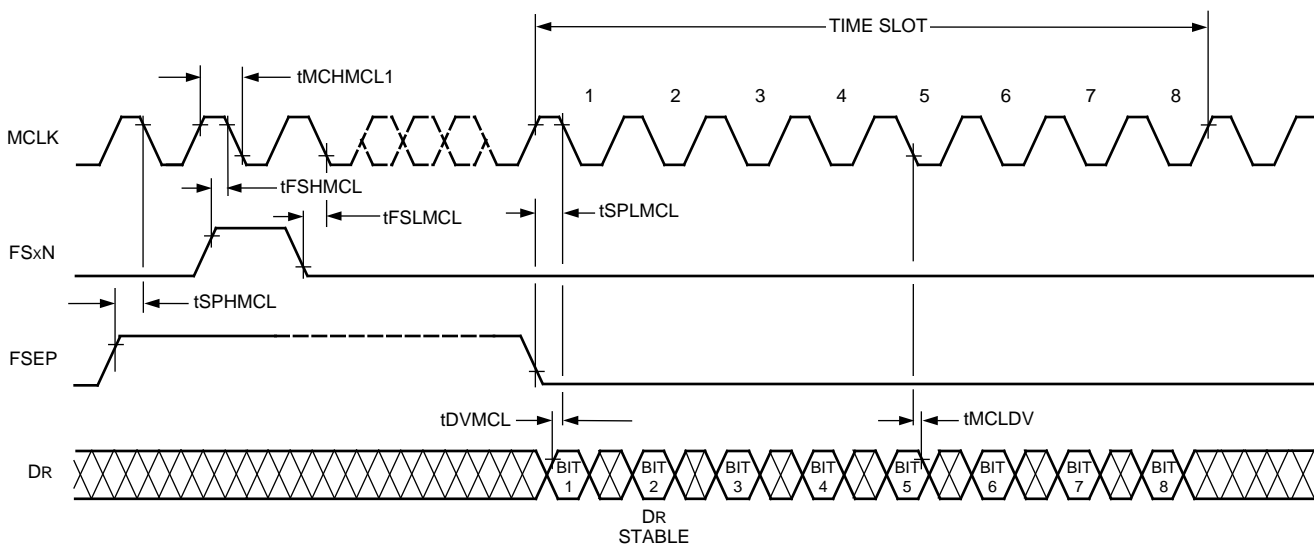 TIME SLOT
tMCHMCL1
1 2 3 4 5 6 7 8
MCLK
tFSHMCL
tFSLMCL
tSPLMCL
FSxN
tSPHMCL
FSEP
tDVMCL
tMCLDV
DR
BIT 1
BIT 2
BIT 3
BIT 4
BIT 5
BIT 6
BIT 7
BIT 8
DR
STABLE